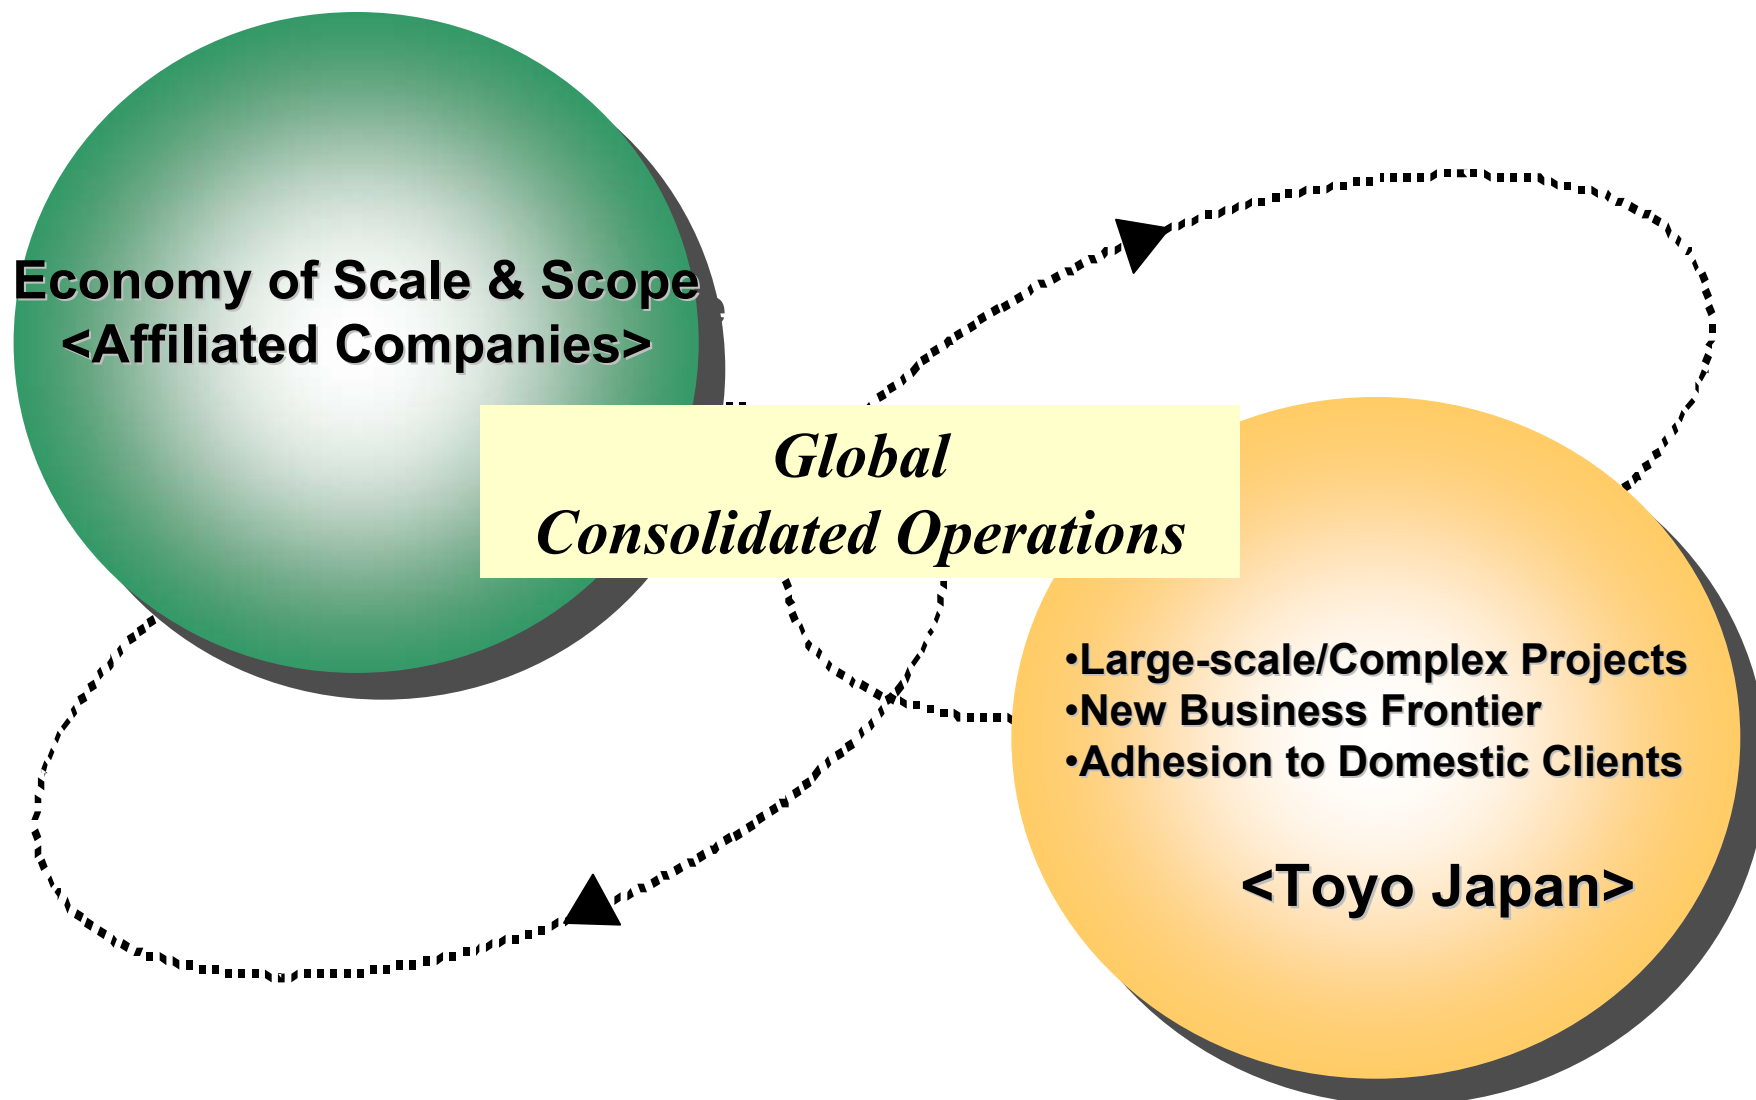 Economy of Scale & Scope
<Affiliated Companies>
Global
Consolidated Operations
•Large-scale/Complex Projects
•New Business Frontier
•Adhesion to Domestic Clients
<Toyo Japan>